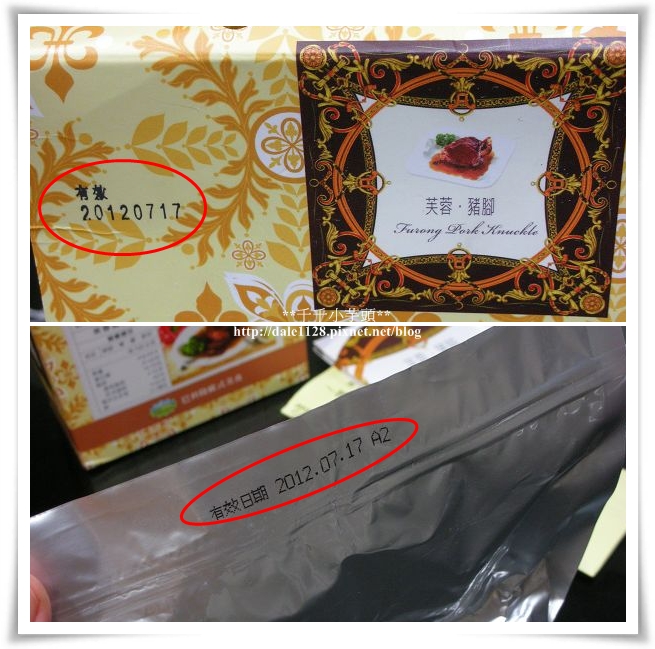 有效
20120717
芙蓉・豬腳
Furong Pork Knuckle
**千千小芋頭**
http://dale1128.pixnet.net/blog
有效日期 2012.07.17 A2